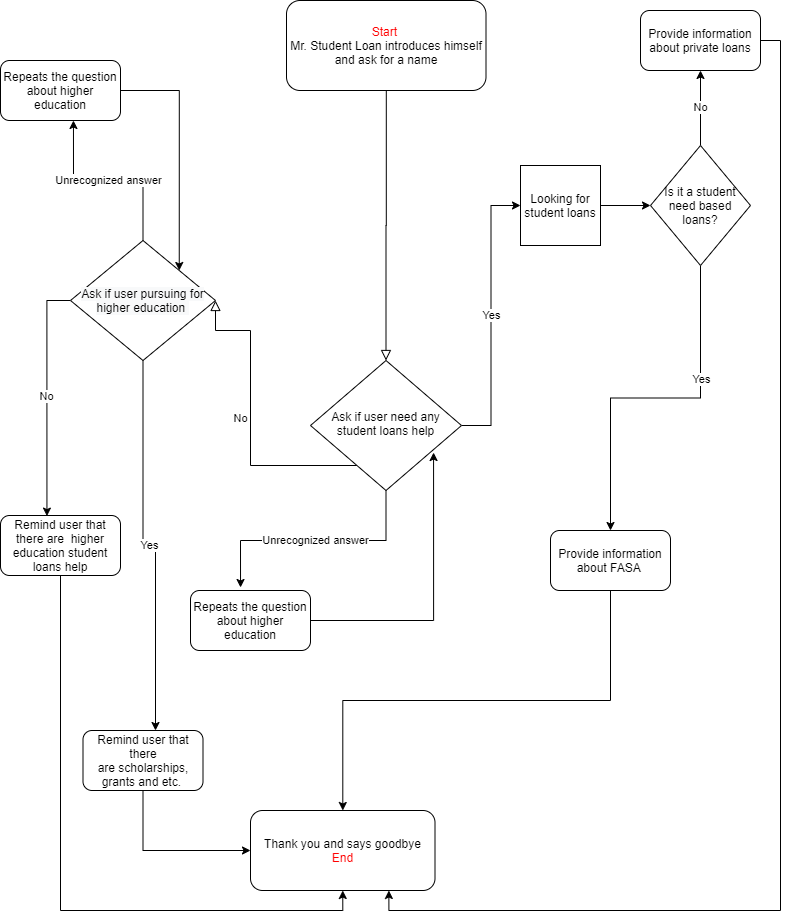 Start
Mr. Student Loan introduces himself
and ask for a name
Provide information
about private loans
Repeats the question
about higher
education
No
Unrecognized answer
Looking for
student loans
Is it a student
need based
loans?
Ask if user pursuing for
higher education
Yes
Yes
No
No
Ask if user need any
student loans help
Remind user that
there are higher
education student
loans help
Yes
Unrecognized answer
Provide information
about FASA
Repeats the question
about higher
education
Remind user that
there
are scholarships,
grants and etc.
Thank you and says goodbye
End